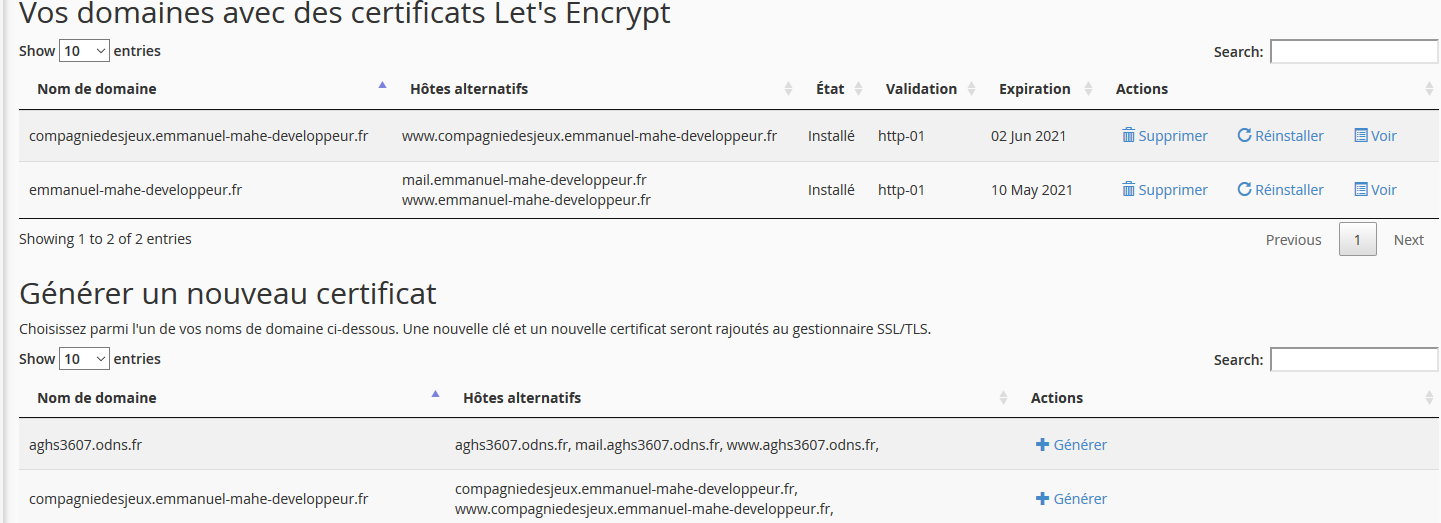 Vos domaines avec des certificats Let's Encrypt
Show 10 entries Search:
Nom de domaine Hôtes alternatifs État Validation Expiration Actions
compagniedesjeux.emmanuel-mahe-developpeur.fr www.compagniedesjeux.emmanuel-mahe-developpeur.fr Installé http-01 02 Jun 2021 Supprimer Réinstaller Voir
emmanuel-mahe-developpeur.fr mail.emmanuel-mahe-developpeur.fr Installé http-01 10 May 2021 Supprimer Réinstaller Voir
www.emmanuel-mahe-developpeur.fr
Showing 1 to 2 of 2 entries Previous 1 Next
Générer un nouveau certificat
Choisissez parmi l'un de vos noms de domaine ci-dessous. Une nouvelle clé et un nouvelle certificat seront rajoutés au gestionnaire SSL/TLS.
Show 10 entries Search:
Nom de domaine Hôtes alternatifs Actions
aghs3607.odns.fr aghs3607.odns.fr, mail.aghs3607.odns.fr, www.aghs3607.odns.fr, Générer
compagniedesjeux.emmanuel-mahe-developpeur.fr compagniedesjeux.emmanuel-mahe-developpeur.fr, Générer
www.compagniedesjeux.emmanuel-mahe-developpeur.fr,